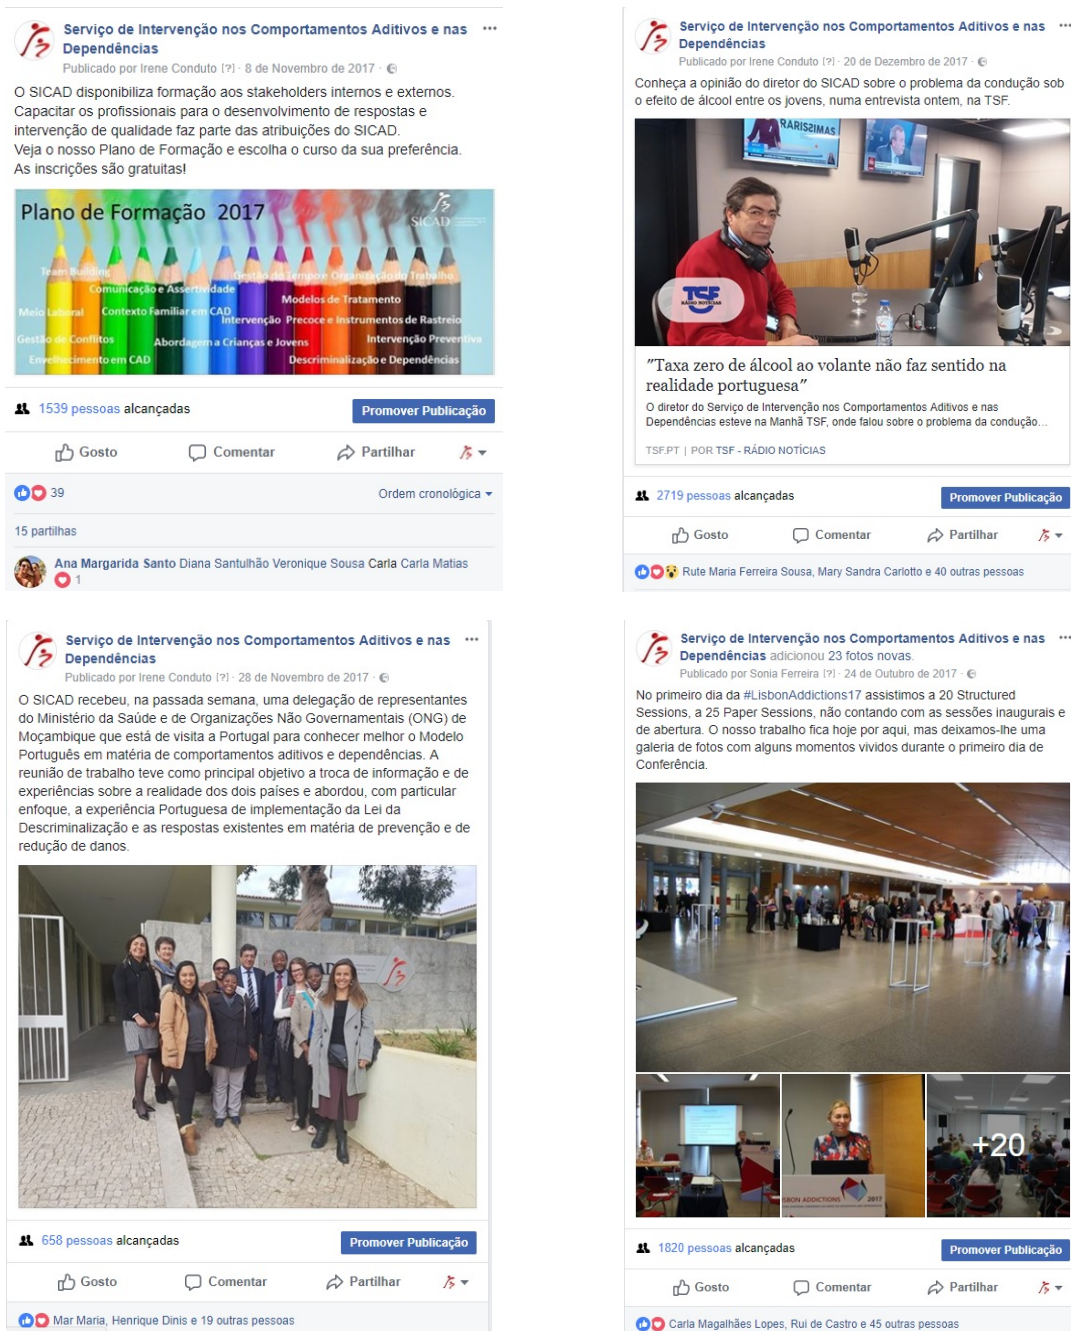 Serviço de Intervenção nos Comportamentos Aditivos e nas
Dependências
Publicado por Irene Conduto [?] · 8 de Novembro de 2017 ·
O SICAD disponibiliza formação aos stakeholders internos e externos.
Capacitar os profissionais para o desenvolvimento de respostas e
intervenção de qualidade faz parte das atribuições do SICAD.
Veja o nosso Plano de Formação e escolha o curso da sua preferência.
As inscrições são gratuitas!
Plano de Formação 2017
SICAD
Team Building
Gestão do Tempo e Organização do Trabalho
Comunicação e Assertividade
Modelos de Tratamento
Meio Laboral
Contexto Familiar em CAD
Intervenção Precoce e Instrumentos de Rastreio
Gestão de Conflitos
Abordagem a Crianças e Jovens
Intervenção Preventiva
Envelhecimento em CAD
Descriminalização e Dependências
1539 pessoas alcançadas
Promover Publicação
Gosto Comentar Partilhar
39
Ordem cronológica
15 partilhas
Ana Margarida Santo Diana Santulhão Veronique Sousa Carla Carla Matias
1
Serviço de Intervenção nos Comportamentos Aditivos e nas
Dependências
Publicado por Irene Conduto [?] · 20 de Dezembro de 2017 ·
Conheça a opinião do diretor do SICAD sobre o problema da condução sob
o efeito de álcool entre os jovens, numa entrevista ontem, na TSF.
RARISSIMAS
TSF
RÁDIO NOTÍCIAS
"Taxa zero de álcool ao volante não faz sentido na
realidade portuguesa"
O diretor do Serviço de Intervenção nos Comportamentos Aditivos e nas
Dependências esteve na Manhã TSF, onde falou sobre o problema da condução...
TSF.PT | POR TSF - RÁDIO NOTÍCIAS
2719 pessoas alcançadas
Promover Publicação
Gosto Comentar Partilhar
Rute Maria Ferreira Sousa, Mary Sandra Carlotto e 40 outras pessoas
Serviço de Intervenção nos Comportamentos Aditivos e nas
Dependências
Publicado por Irene Conduto [?] · 28 de Novembro de 2017 ·
O SICAD recebeu, na passada semana, uma delegação de representantes
do Ministério da Saúde e de Organizações Não Governamentais (ONG) de
Moçambique que está de visita a Portugal para conhecer melhor o Modelo
Português em matéria de comportamentos aditivos e dependências. A
reunião de trabalho teve como principal objetivo a troca de informação e de
experiências sobre a realidade dos dois países e abordou, com particular
enfoque, a experiência Portuguesa de implementação da Lei da
Descriminalização e as respostas existentes em matéria de prevenção e de
redução de danos.
658 pessoas alcançadas
Promover Publicação
Gosto Comentar Partilhar
Mar Maria, Henrique Dinis e 19 outras pessoas
Serviço de Intervenção nos Comportamentos Aditivos e nas
Dependências adicionou 23 fotos novas.
Publicado por Sonia Ferreira [?] · 24 de Outubro de 2017 ·
No primeiro dia da #LisbonAddictions17 assistimos a 20 Structured
Sessions, a 25 Paper Sessions, não contando com as sessões inaugurais e
de abertura. O nosso trabalho fica hoje por aqui, mas deixamos-lhe uma
galeria de fotos com alguns momentos vividos durante o primeiro dia de
Conferência.
SBON ADDICTIONS 2017
+20
1820 pessoas alcançadas
Promover Publicação
Gosto Comentar Partilhar
Carla Magalhães Lopes, Rui de Castro e 45 outras pessoas